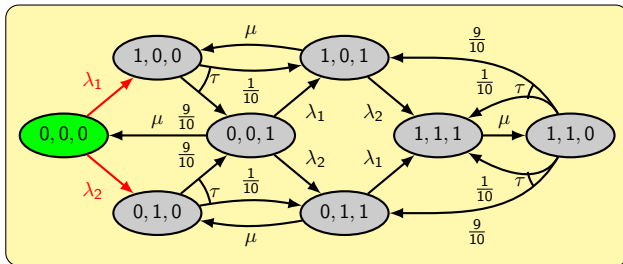 μ
9/10
1, 0, 0
1, 0, 1
λ₁
τ
1/10
1/10
τ
9/10
λ₁
λ₂
0, 0, 0
μ
0, 0, 1
1, 1, 1
μ
1, 1, 0
9/10
λ₂
λ₁
λ₂
1/10
τ
1/10
τ
0, 1, 0
0, 1, 1
μ
9/10